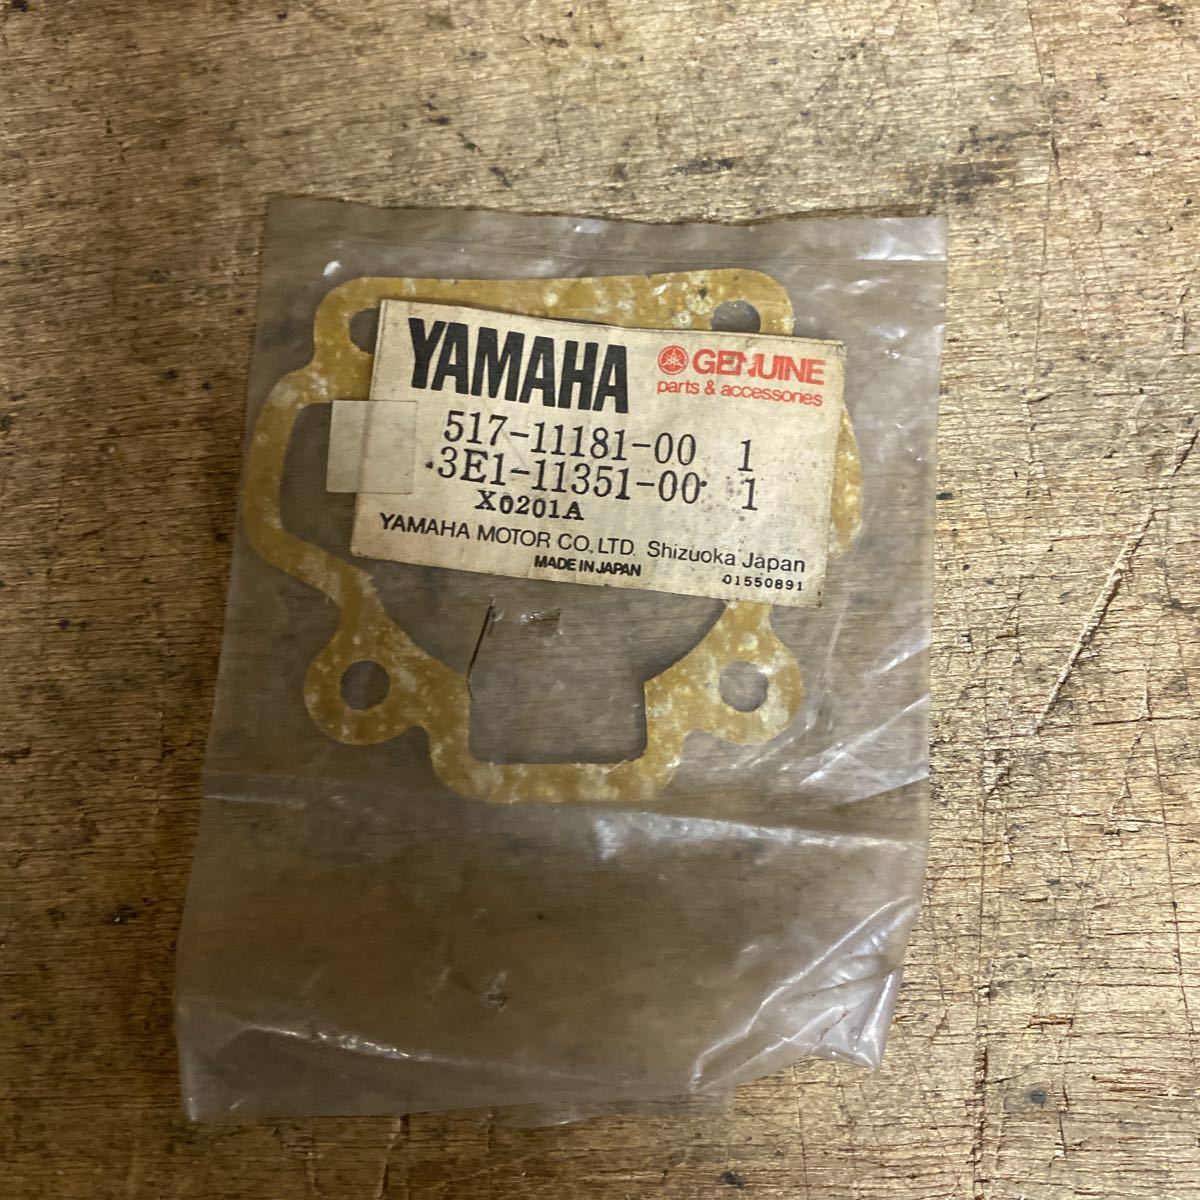 YAMAHA GENUINE
parts & accessories
517-11181-00 1
3E1-11351-00 1
X0201A
YAMAHA MOTOR CO., LTD. Shizuoka Japan
MADE IN JAPAN 01550891